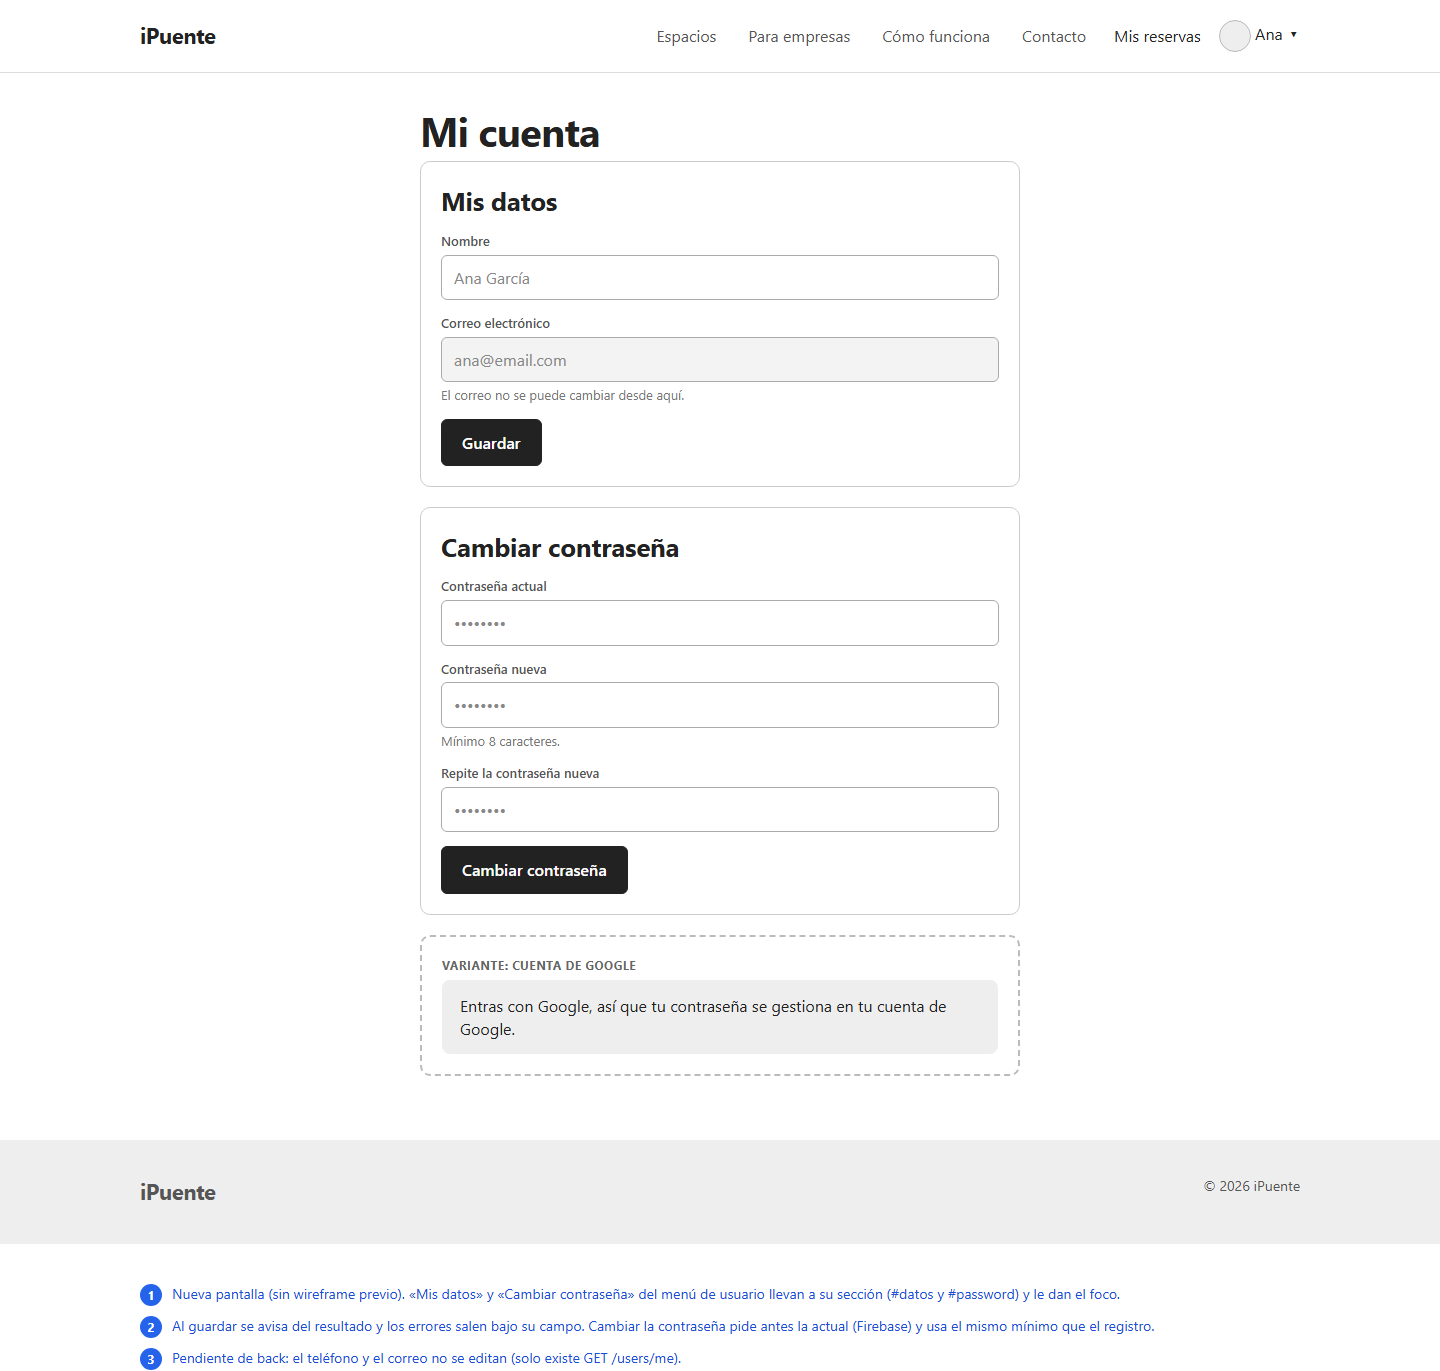 iPuente
Espacios
Para empresas
Cómo funciona
Contacto
Mis reservas
Ana ▼
Mi cuenta
Mis datos
Nombre
Ana García
Correo electrónico
ana@email.com
El correo no se puede cambiar desde aquí.
Guardar
Cambiar contraseña
Contraseña actual
••••••••
Contraseña nueva
••••••••
Mínimo 8 caracteres.
Repite la contraseña nueva
••••••••
Cambiar contraseña
VARIANTE: CUENTA DE GOOGLE
Entras con Google, así que tu contraseña se gestiona en tu cuenta de
Google.
iPuente
© 2026 iPuente
1 Nueva pantalla (sin wireframe previo). «Mis datos» y «Cambiar contraseña» del menú de usuario llevan a su sección (#datos y #password) y le dan el foco.
2 Al guardar se avisa del resultado y los errores salen bajo su campo. Cambiar la contraseña pide antes la actual (Firebase) y usa el mismo mínimo que el registro.
3 Pendiente de back: el teléfono y el correo no se editan (solo existe GET /users/me).